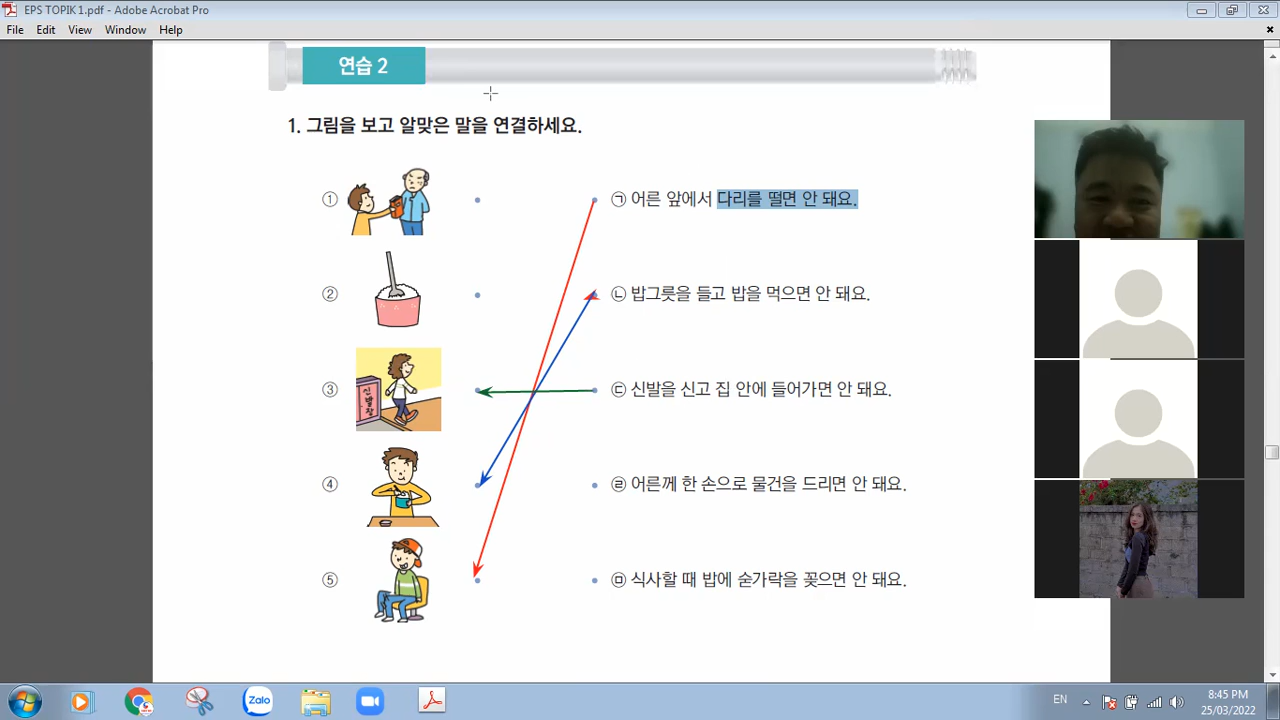 EPS TOPIK 1.pdf - Adobe Acrobat Pro
File Edit View Window Help
연습 2
1. 그림을 보고 알맞은 말을 연결하세요.
① ㉠ 어른 앞에서 다리를 떨면 안 돼요.
② ㉡ 밥그릇을 들고 밥을 먹으면 안 돼요.
③ 신발장 ㉢ 신발을 신고 집 안에 들어가면 안 돼요.
④ ㉣ 어른께 한 손으로 물건을 드리면 안 돼요.
⑤ ㉤ 식사할 때 밥에 숟가락을 꽂으면 안 돼요.
Zalo
EN
8:45 PM
25/03/2022